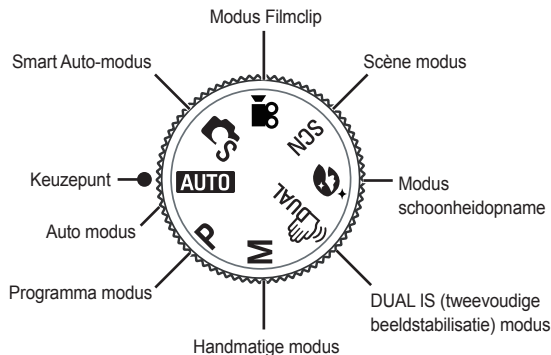 Modus Filmclip
Smart Auto-modus
Scène modus
S
SCN
Keuzepunt
AUTO
Modus
schoonheidopname
Auto modus
DUAL
P
M
Programma modus
DUAL IS (tweevoudige
beeldstabilisatie) modus
Handmatige modus